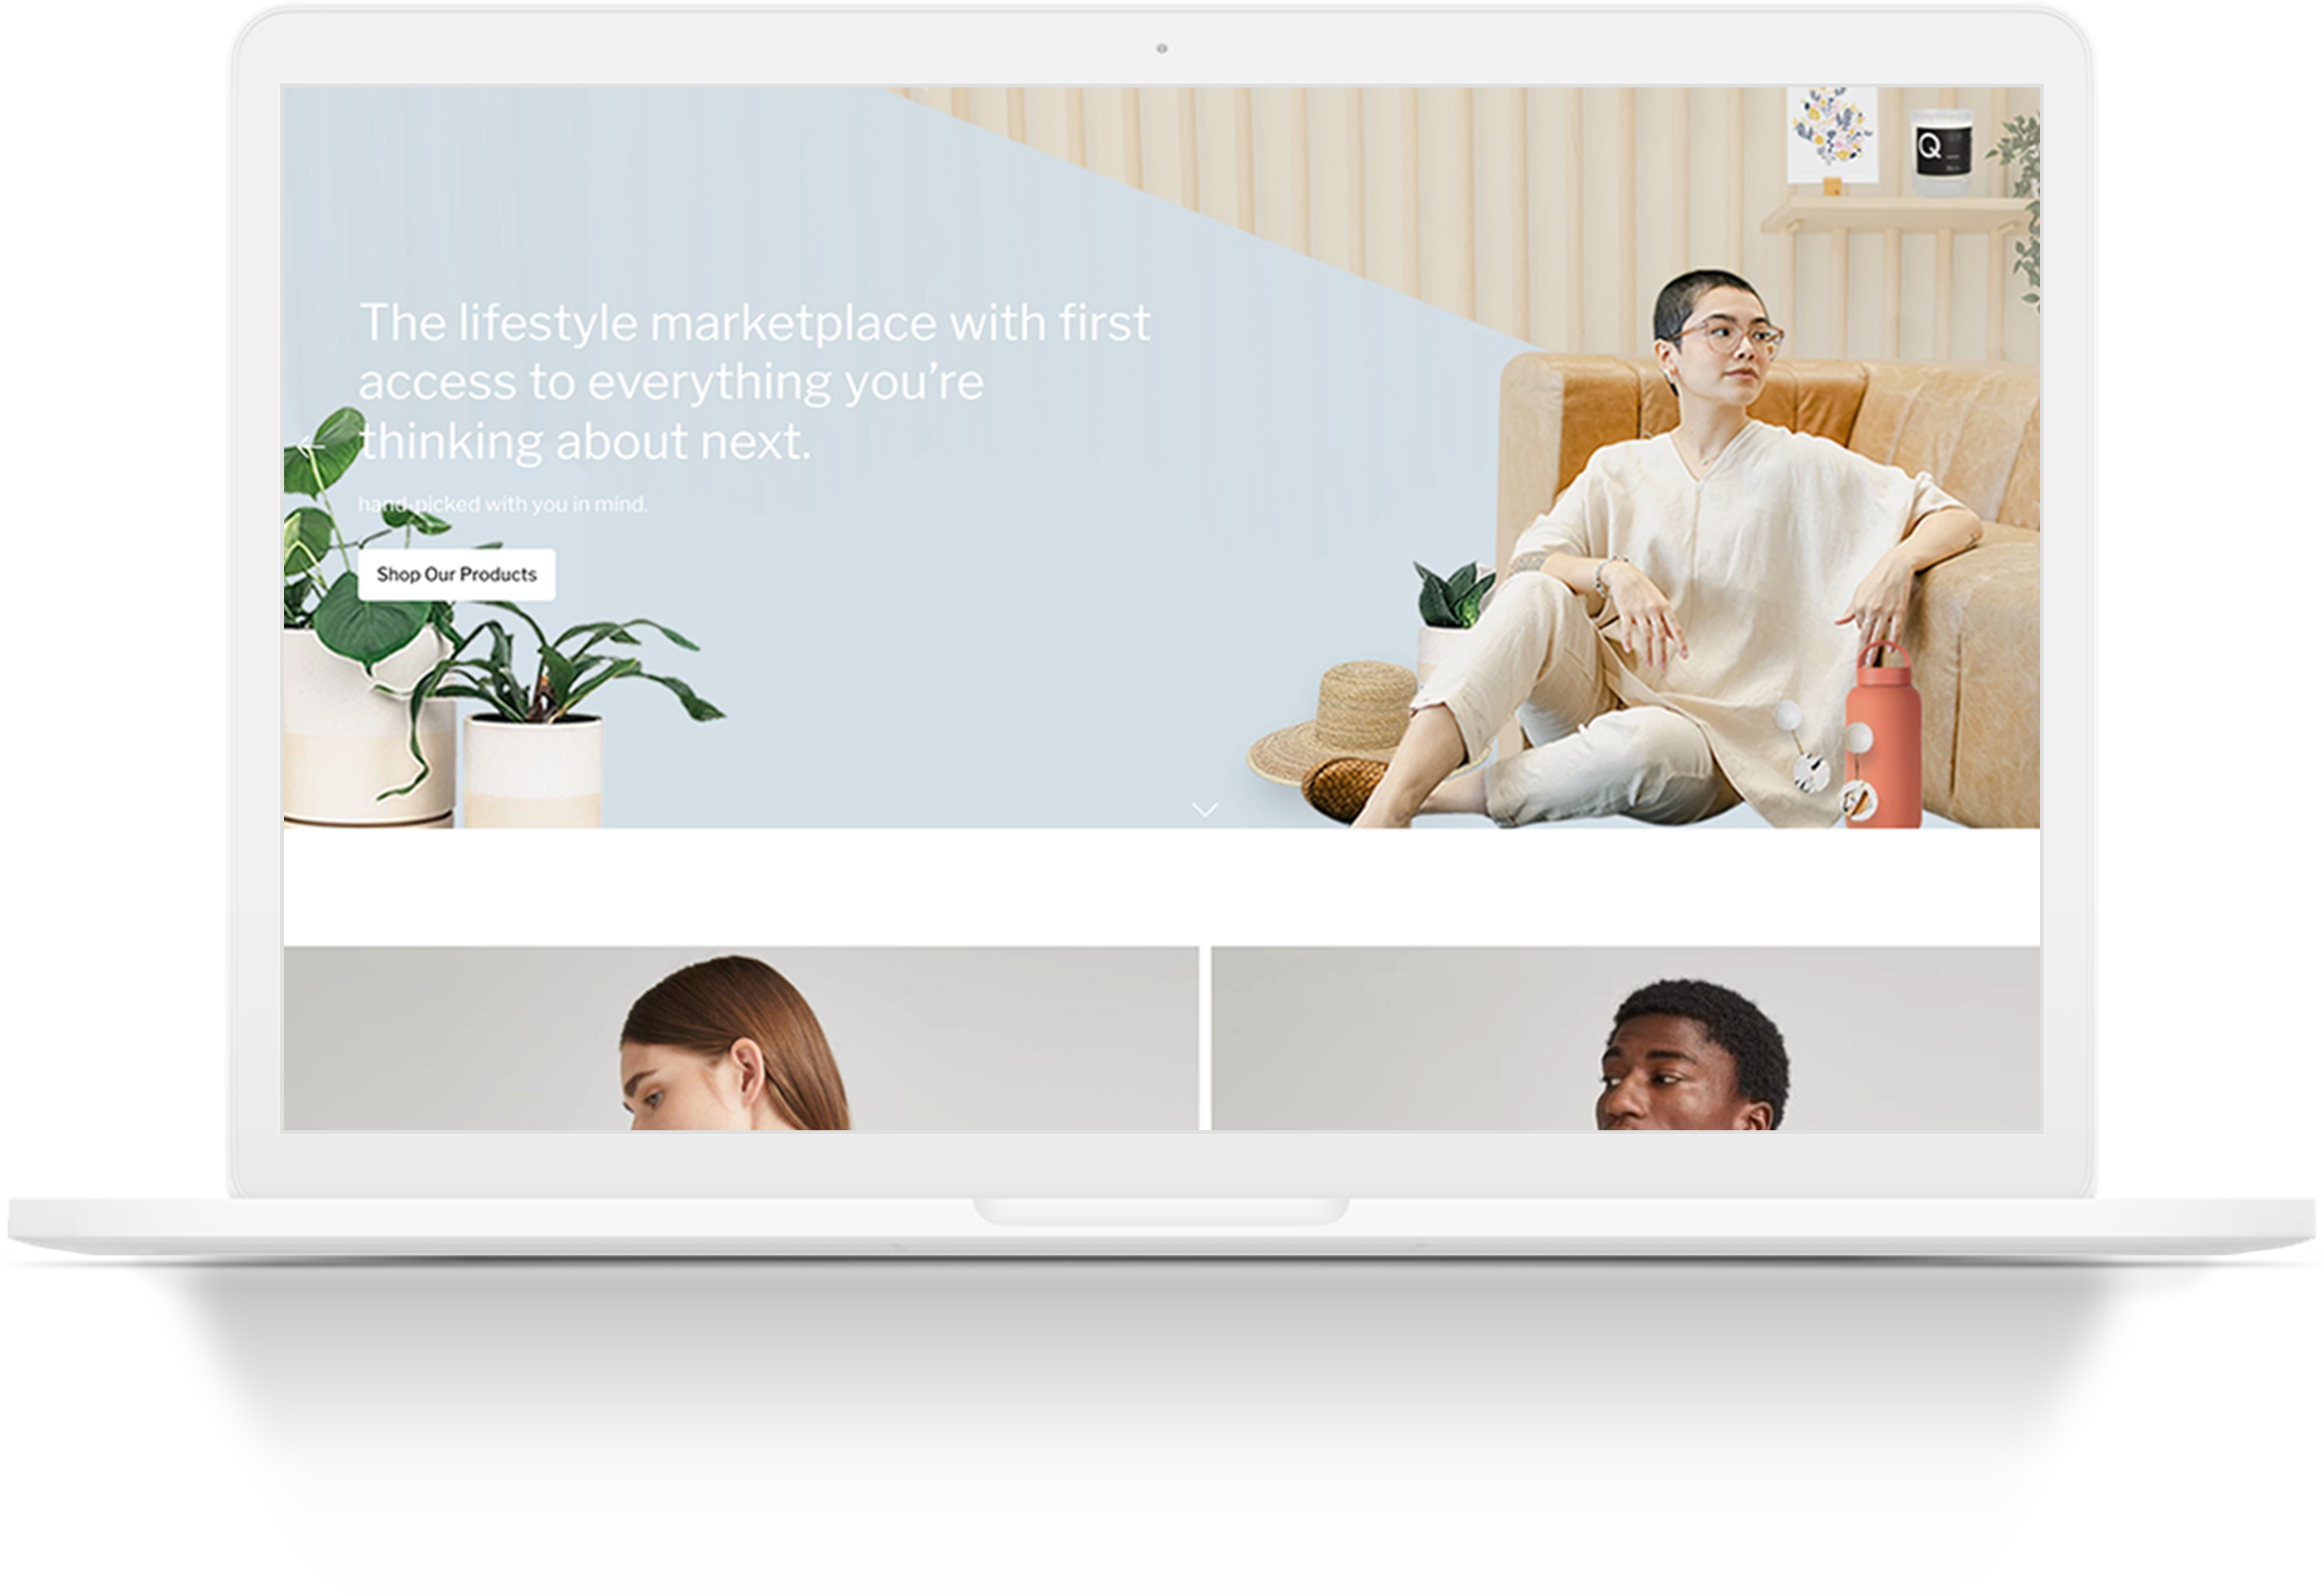 Q
The lifestyle marketplace with first
access to everything you’re
thinking about next.
hand-picked with you in mind.
Shop Our Products